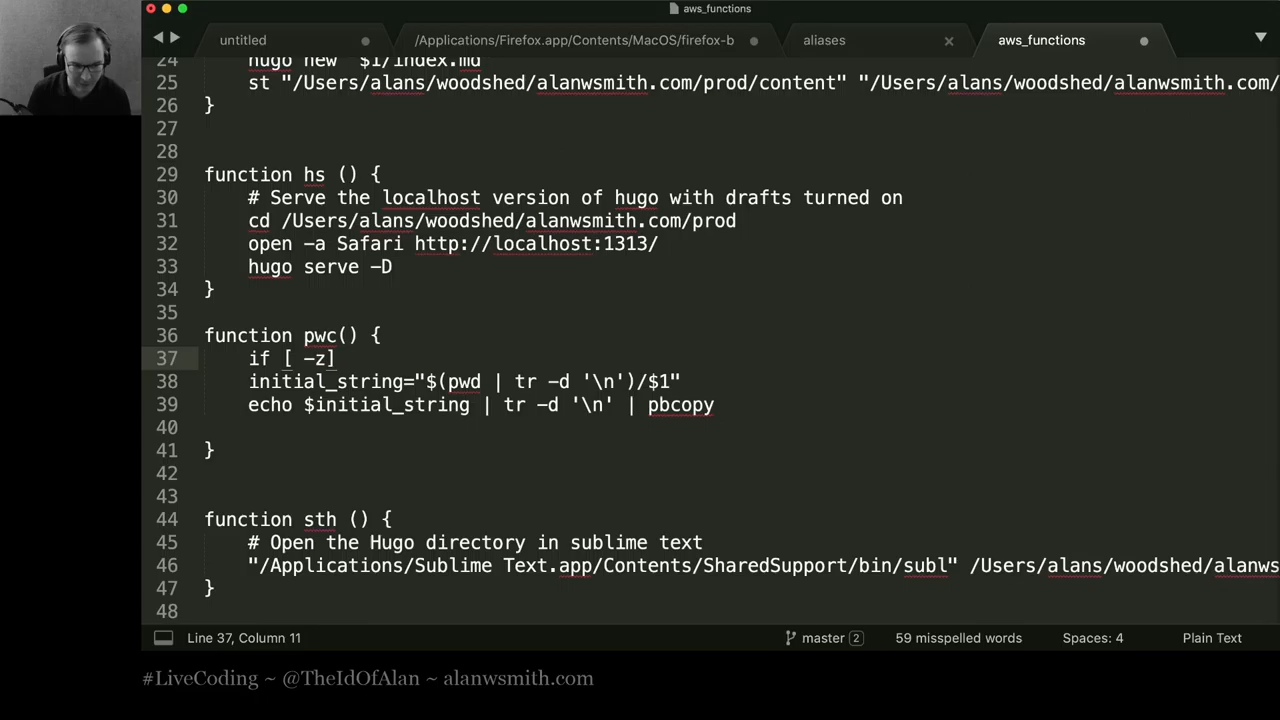 aws_functions
untitled
/Applications/Firefox.app/Contents/MacOS/firefox-b
aliases
aws_functions
24 hugo new "$1/index.md
25 st "/Users/alans/woodshed/alanwsmith.com/prod/content" "/Users/alans/woodshed/alanwsmith.com/
26 }
27
28
29 function hs () {
30 # Serve the localhost version of hugo with drafts turned on
31 cd /Users/alans/woodshed/alanwsmith.com/prod
32 open -a Safari http://localhost:1313/
33 hugo serve -D
34 }
35
36 function pwc() {
37 if [ -z]
38 initial_string="$(pwd | tr -d '\n')/$1"
39 echo $initial_string | tr -d '\n' | pbcopy
40
41 }
42
43
44 function sth () {
45 # Open the Hugo directory in sublime text
46 "/Applications/Sublime Text.app/Contents/SharedSupport/bin/subl" /Users/alans/woodshed/alanws
47 }
48
Line 37, Column 11
master 2
59 misspelled words
Spaces: 4
Plain Text
#LiveCoding ~ @TheIdOfAlan ~ alanwsmith.com